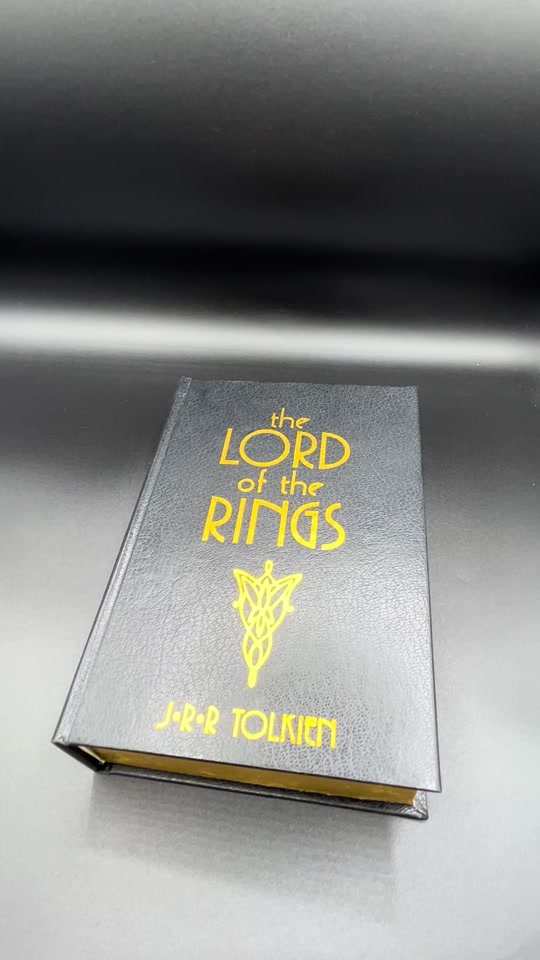 the
LORD
of the
RINGS
J•R•R TOLKIEN